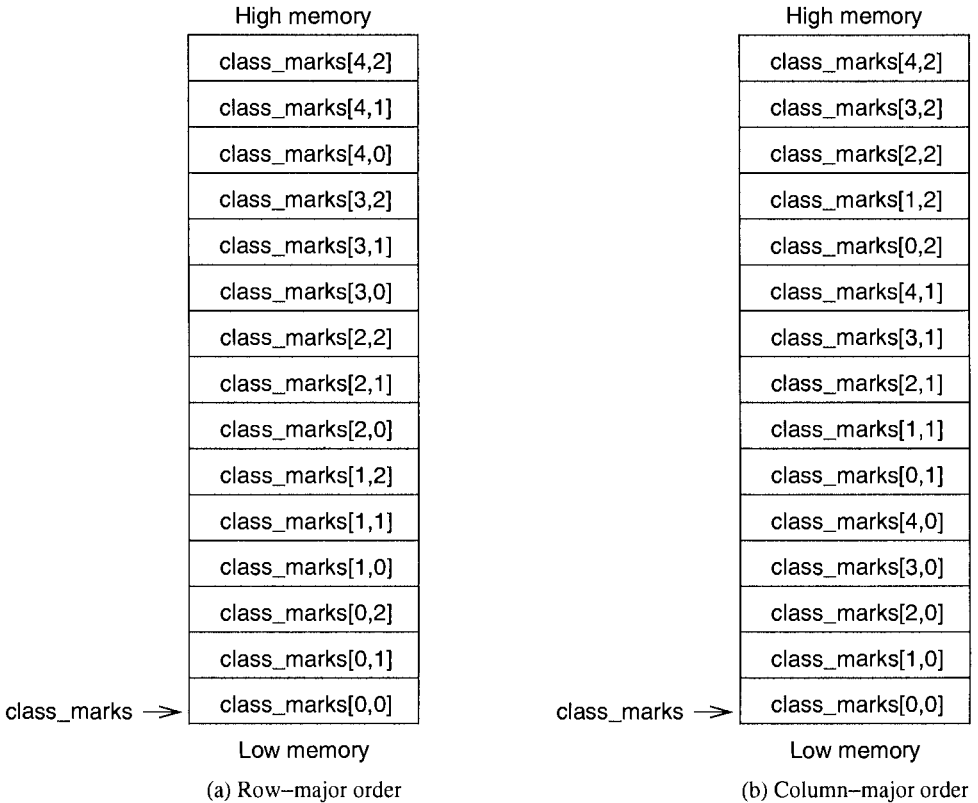 High memory
class_marks[4,2]
class_marks[4,1]
class_marks[4,0]
class_marks[3,2]
class_marks[3,1]
class_marks[3,0]
class_marks[2,2]
class_marks[2,1]
class_marks[2,0]
class_marks[1,2]
class_marks[1,1]
class_marks[1,0]
class_marks[0,2]
class_marks[0,1]
class_marks class_marks[0,0]
Low memory
(a) Row–major order
High memory
class_marks[4,2]
class_marks[3,2]
class_marks[2,2]
class_marks[1,2]
class_marks[0,2]
class_marks[4,1]
class_marks[3,1]
class_marks[2,1]
class_marks[1,1]
class_marks[0,1]
class_marks[4,0]
class_marks[3,0]
class_marks[2,0]
class_marks[1,0]
class_marks class_marks[0,0]
Low memory
(b) Column–major order